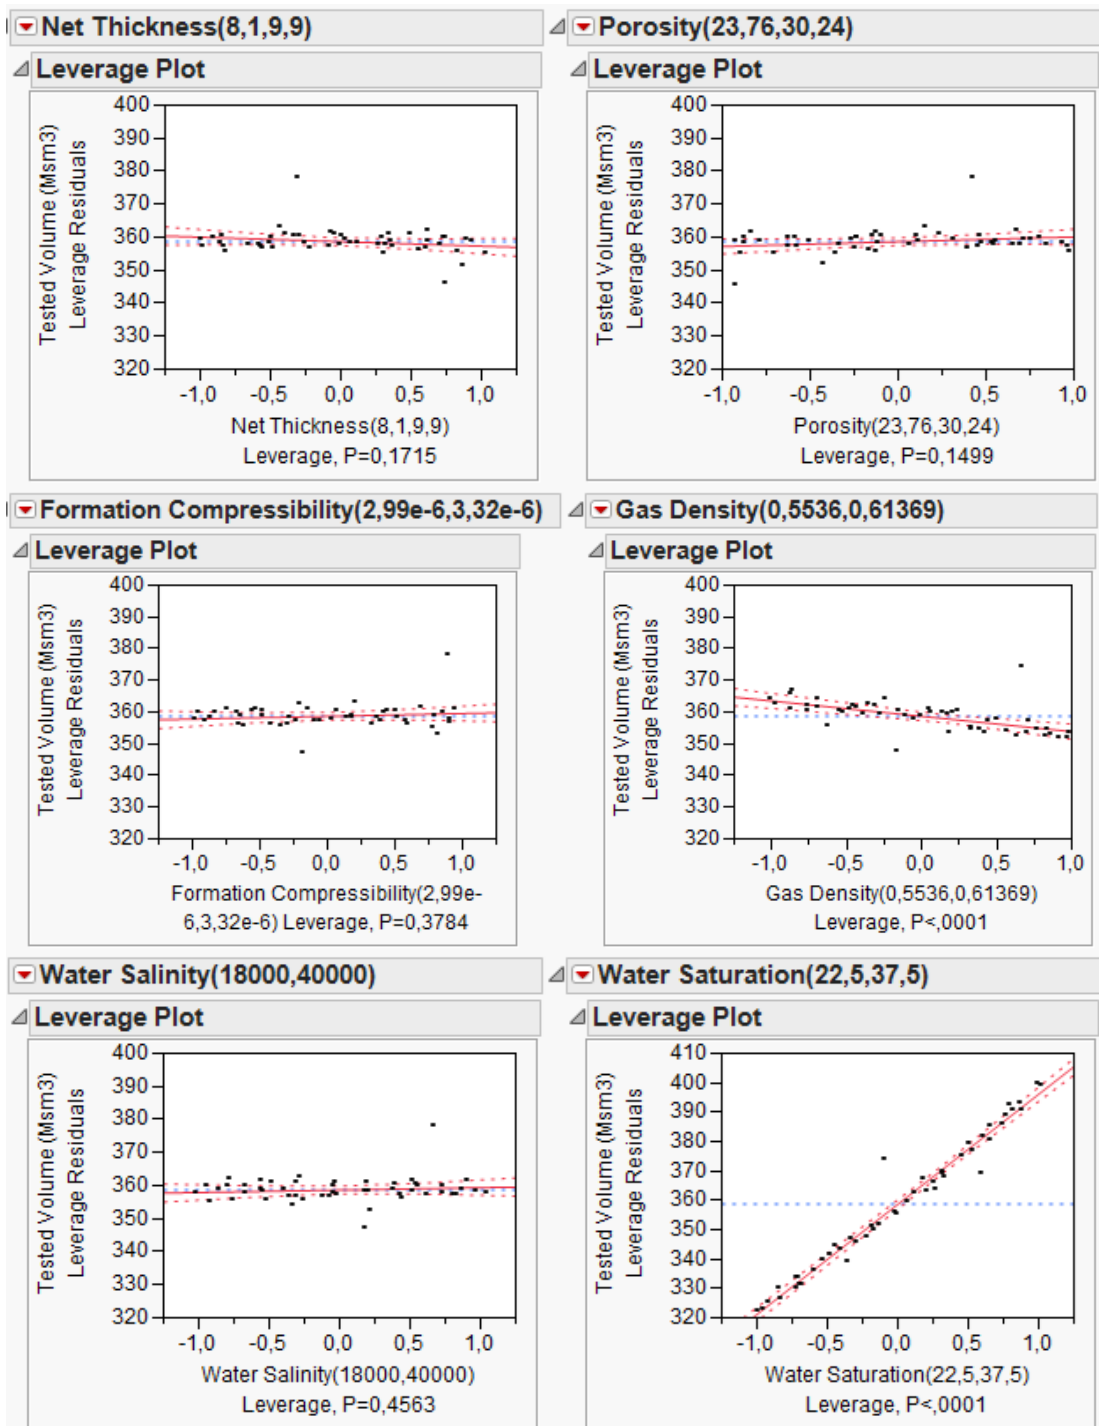 Net Thickness(8,1,9,9)
Leverage Plot
400
390
380
370
360
350
340
330
320
Tested Volume (Msm3)
Leverage Residuals
-1,0 -0,5 0,0 0,5 1,0
Net Thickness(8,1,9,9)
Leverage, P=0,1715
Porosity(23,76,30,24)
Leverage Plot
400
390
380
370
360
350
340
330
320
Tested Volume (Msm3)
Leverage Residuals
-1,0 -0,5 0,0 0,5 1,0
Porosity(23,76,30,24)
Leverage, P=0,1499
Formation Compressibility(2,99e-6,3,32e-6)
Leverage Plot
400
390
380
370
360
350
340
330
320
Tested Volume (Msm3)
Leverage Residuals
-1,0 -0,5 0,0 0,5 1,0
Formation Compressibility(2,99e-
6,3,32e-6) Leverage, P=0,3784
Gas Density(0,5536,0,61369)
Leverage Plot
400
390
380
370
360
350
340
330
320
Tested Volume (Msm3)
Leverage Residuals
-1,0 -0,5 0,0 0,5 1,0
Gas Density(0,5536,0,61369)
Leverage, P<,0001
Water Salinity(18000,40000)
Leverage Plot
400
390
380
370
360
350
340
330
320
Tested Volume (Msm3)
Leverage Residuals
-1,0 -0,5 0,0 0,5 1,0
Water Salinity(18000,40000)
Leverage, P=0,4563
Water Saturation(22,5,37,5)
Leverage Plot
410
400
390
380
370
360
350
340
330
320
Tested Volume (Msm3)
Leverage Residuals
-1,0 -0,5 0,0 0,5 1,0
Water Saturation(22,5,37,5)
Leverage, P<,0001